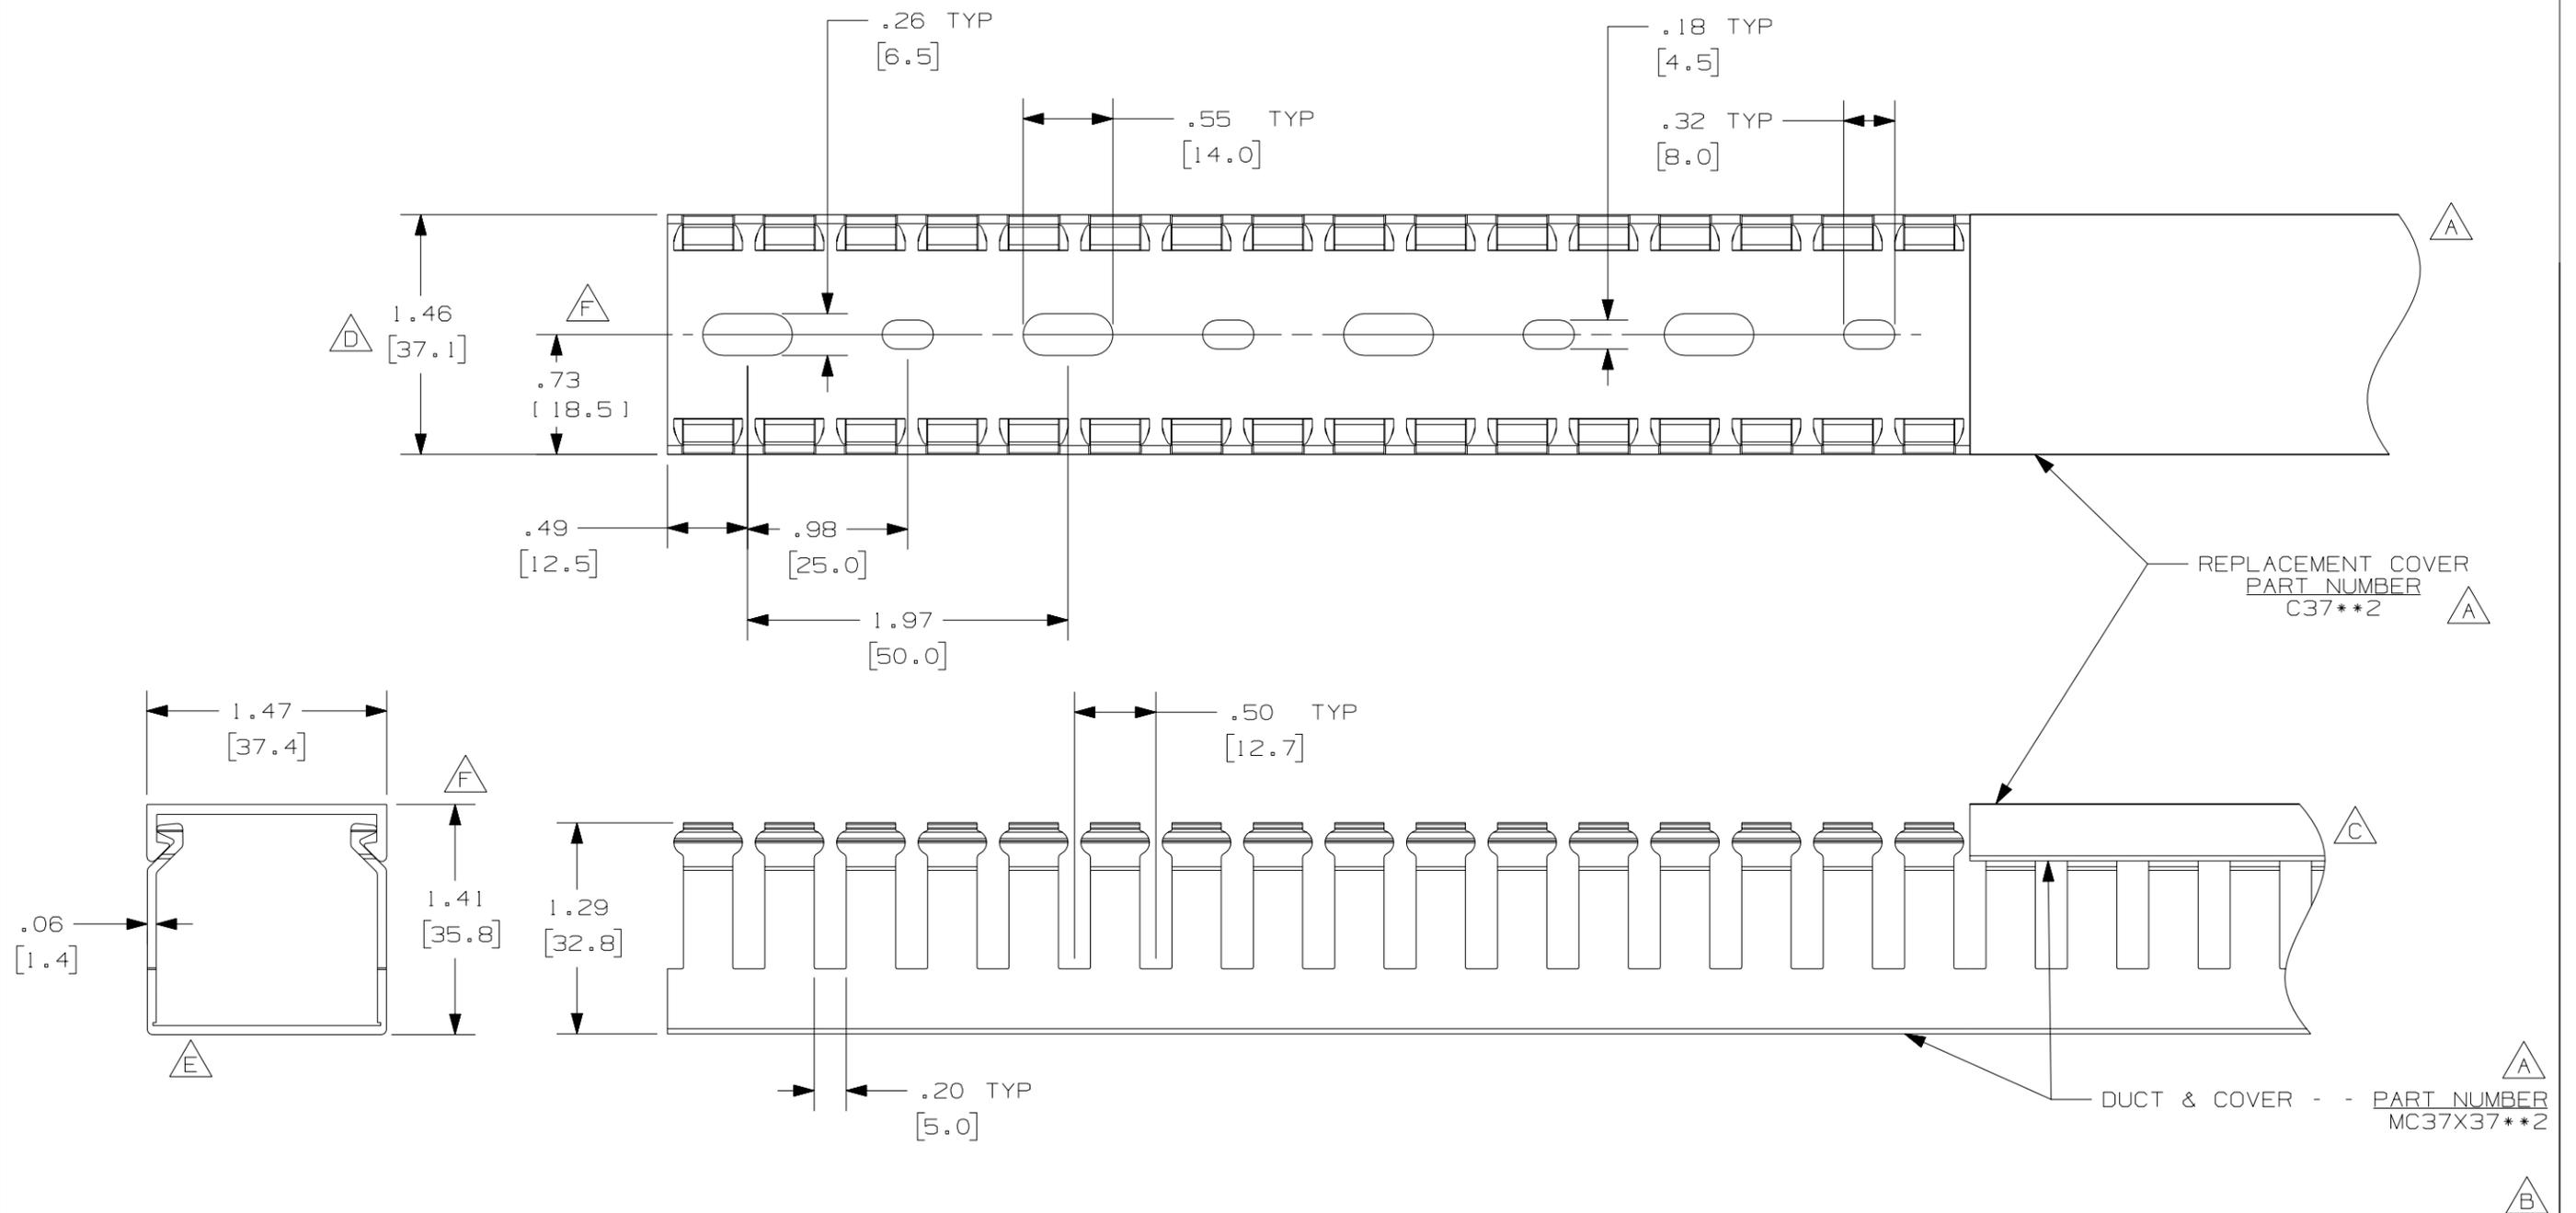 .26 TYP
[6.5]
.18 TYP
[4.5]
.55 TYP
[14.0]
.32 TYP
[8.0]
A
F
D
1.46
[37.1]
.73
[18.5]
.49
[12.5]
.98
[25.0]
1.97
[50.0]
REPLACEMENT COVER
PART NUMBER
C37**2
A
1.47
[37.4]
F
.50 TYP
[12.7]
C
1.41
[35.8]
1.29
[32.8]
.06
[1.4]
E
.20 TYP
[5.0]
A
DUCT & COVER - - PART NUMBER
MC37X37**2
B